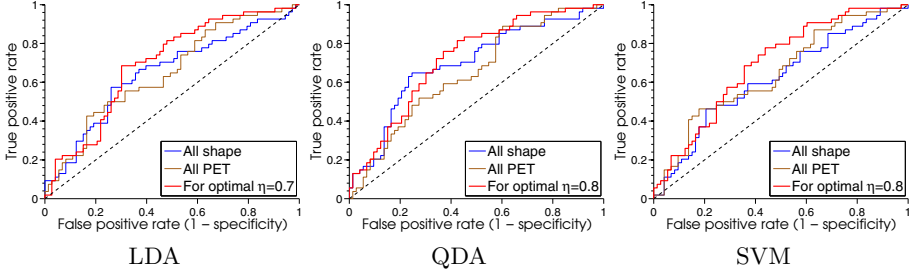 True positive rate
1
0.8
0.6
0.4
0.2
0
0 0.2 0.4 0.6 0.8 1
All shape
All PET
For optimal η=0.7
False positive rate (1 – specificity)
LDA
True positive rate
1
0.8
0.6
0.4
0.2
0
0 0.2 0.4 0.6 0.8 1
All shape
All PET
For optimal η=0.8
False positive rate (1 – specificity)
QDA
True positive rate
1
0.8
0.6
0.4
0.2
0
0 0.2 0.4 0.6 0.8 1
All shape
All PET
For optimal η=0.8
False positive rate (1 – specificity)
SVM